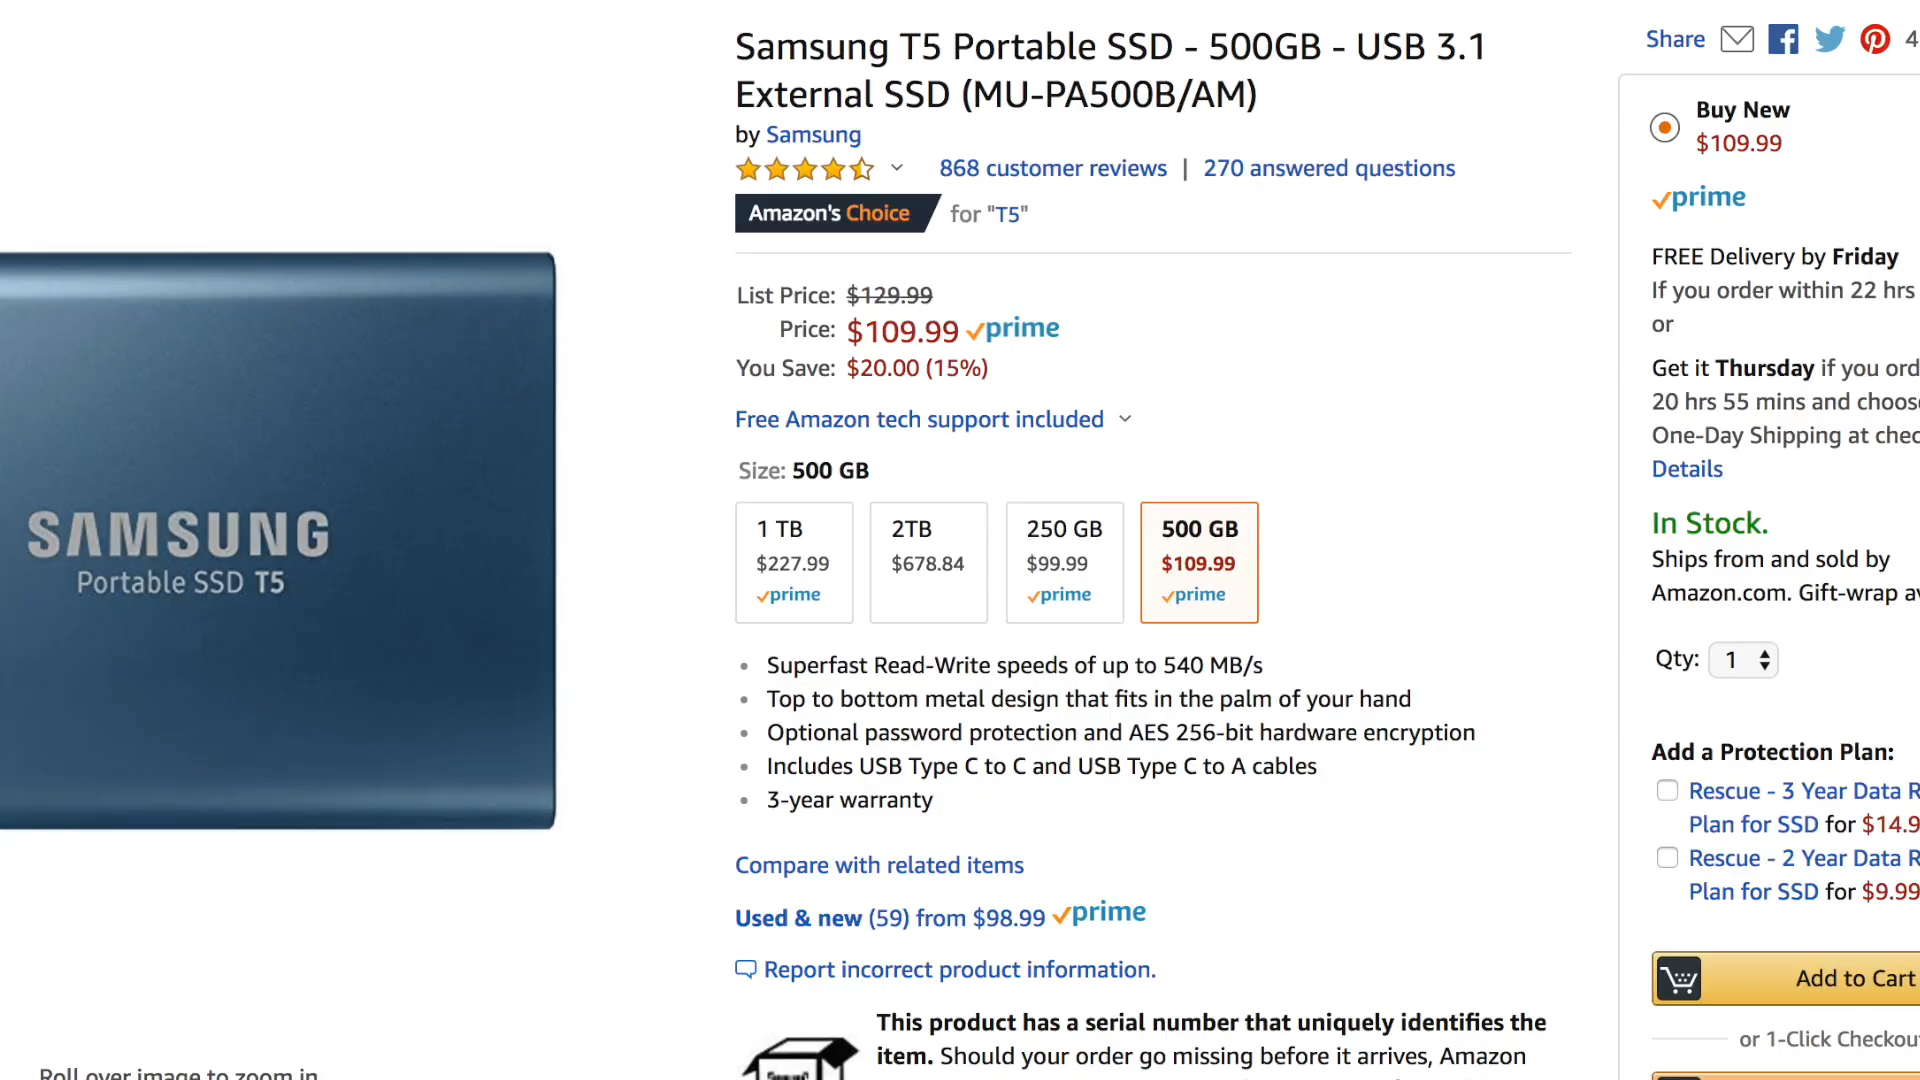 Samsung T5 Portable SSD - 500GB - USB 3.1
External SSD (MU-PA500B/AM)
by Samsung
868 customer reviews | 270 answered questions
Amazon's Choice for "T5"
List Price: $129.99
Price: $109.99 prime
You Save: $20.00 (15%)
Free Amazon tech support included
Size: 500 GB
1 TB
$227.99
prime
2TB
$678.84
250 GB
$99.99
prime
500 GB
$109.99
prime
• Superfast Read-Write speeds of up to 540 MB/s
• Top to bottom metal design that fits in the palm of your hand
• Optional password protection and AES 256-bit hardware encryption
• Includes USB Type C to C and USB Type C to A cables
• 3-year warranty
Compare with related items
Used & new (59) from $98.99 prime
Report incorrect product information.
This product has a serial number that uniquely identifies the
item. Should your order go missing before it arrives, Amazon
SAMSUNG
Portable SSD T5
Roll over image to zoom in
Share 4
Buy New
$109.99
prime
FREE Delivery by Friday
If you order within 22 hrs
or
Get it Thursday if you
20 hrs 55 mins and
One-Day Shipping at
Details
In Stock.
Ships from and sold by
Amazon.com. Gift-wrap
Qty: 1
Add a Protection Plan:
Rescue - 3 Year Data
Plan for SSD for $14.9
Rescue - 2 Year Data
Plan for SSD for $9.99
Add to Cart
or 1-Click